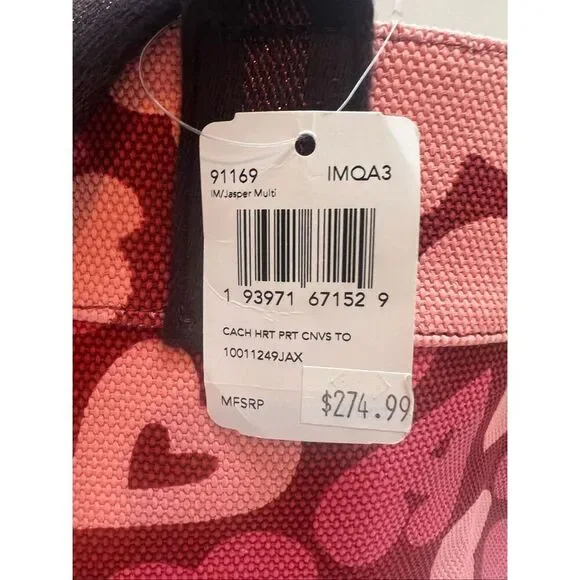 91169 IMQA3
IM/Jasper Multi
1 93971 67152 9
CACH HRT PRT CNVS TO
10011249JAX
MFSRP $274.99